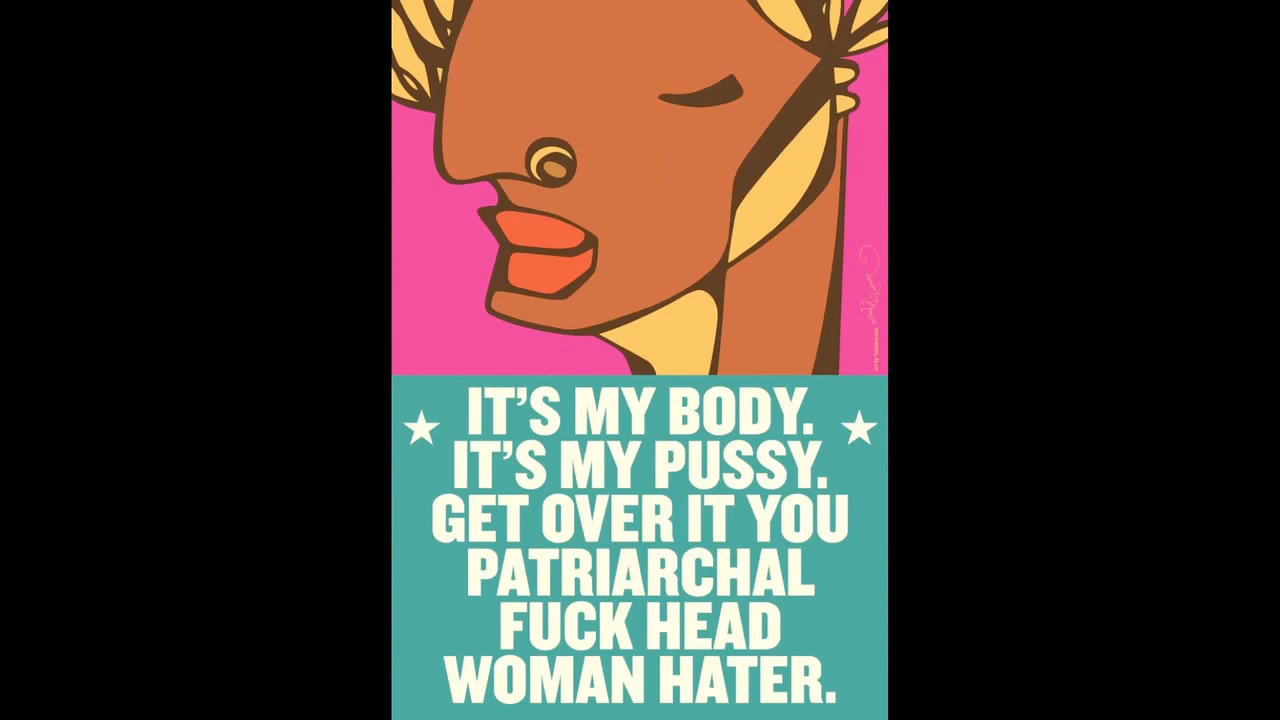 IT'S MY BODY.
IT'S MY PUSSY.
GET OVER IT YOU
PATRIARCHAL
FUCK HEAD
WOMAN HATER.